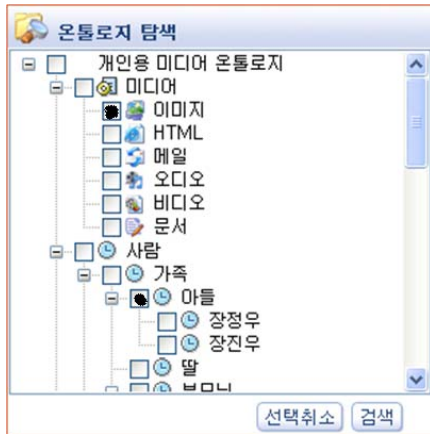 온톨로지 탐색
개인용 미디어 온톨로지
미디어
이미지
HTML
메일
오디오
비디오
문서
사람
가족
아들
장정우
장진우
딸
선택취소 검색